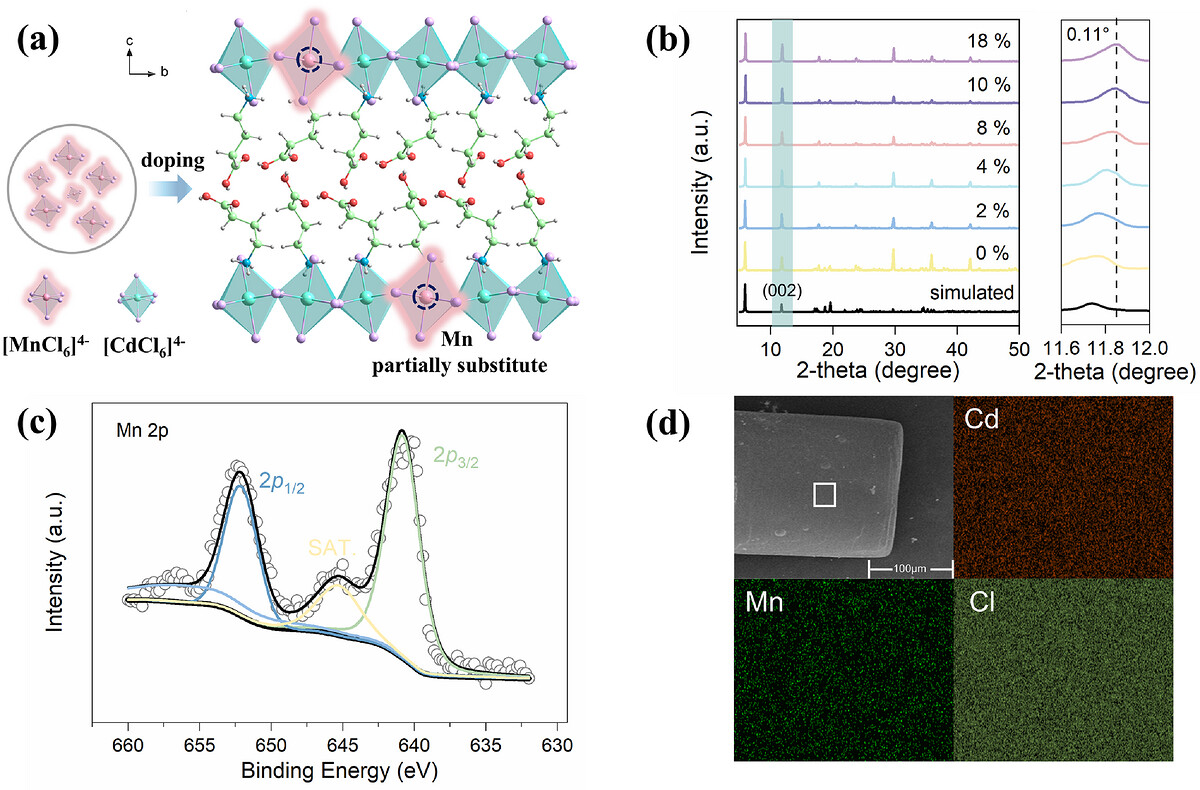 (a)
c
b
doping
[MnCl₆]⁴⁻
[CdCl₆]⁴⁻
Mn
partially substitute
(b)
Intensity (a.u.)
18 %
10 %
8 %
4 %
2 %
0 %
(002)
simulated
10 20 30 40 50
2-theta (degree)
0.11°
11.6 11.8 12.0
2-theta (degree)
(c)
Mn 2p
2p₁/₂
SAT.
2p₃/₂
Intensity (a.u.)
660 655 650 645 640 635 630
Binding Energy (eV)
(d)
100μm
Cd
Mn
Cl